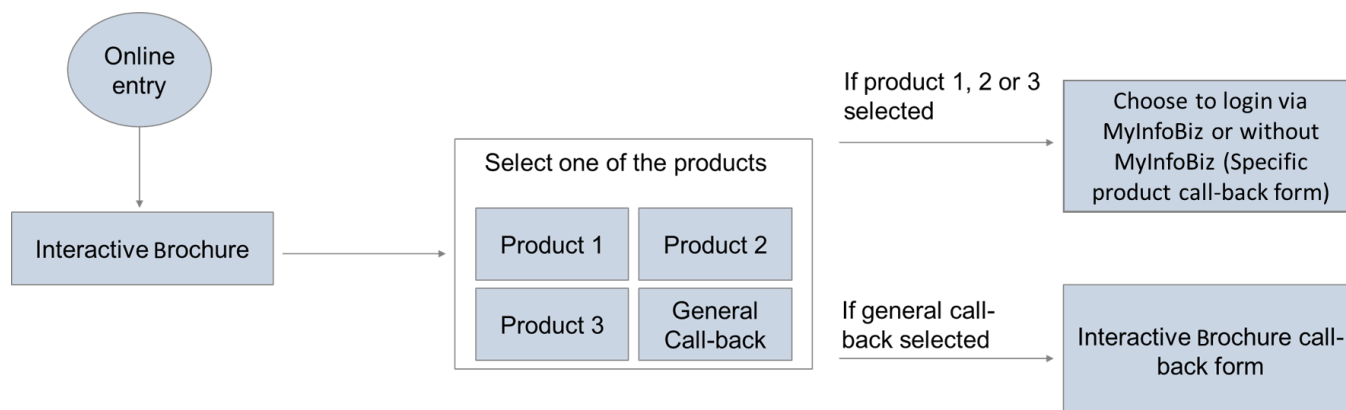 Online
entry
Interactive Brochure
Select one of the products
Product 1
Product 2
Product 3
General
Call-back
If product 1, 2 or 3
selected
Choose to login via
MyInfoBiz or without
MyInfoBiz (Specific
product call-back form)
If general call-
back selected
Interactive Brochure call-
back form